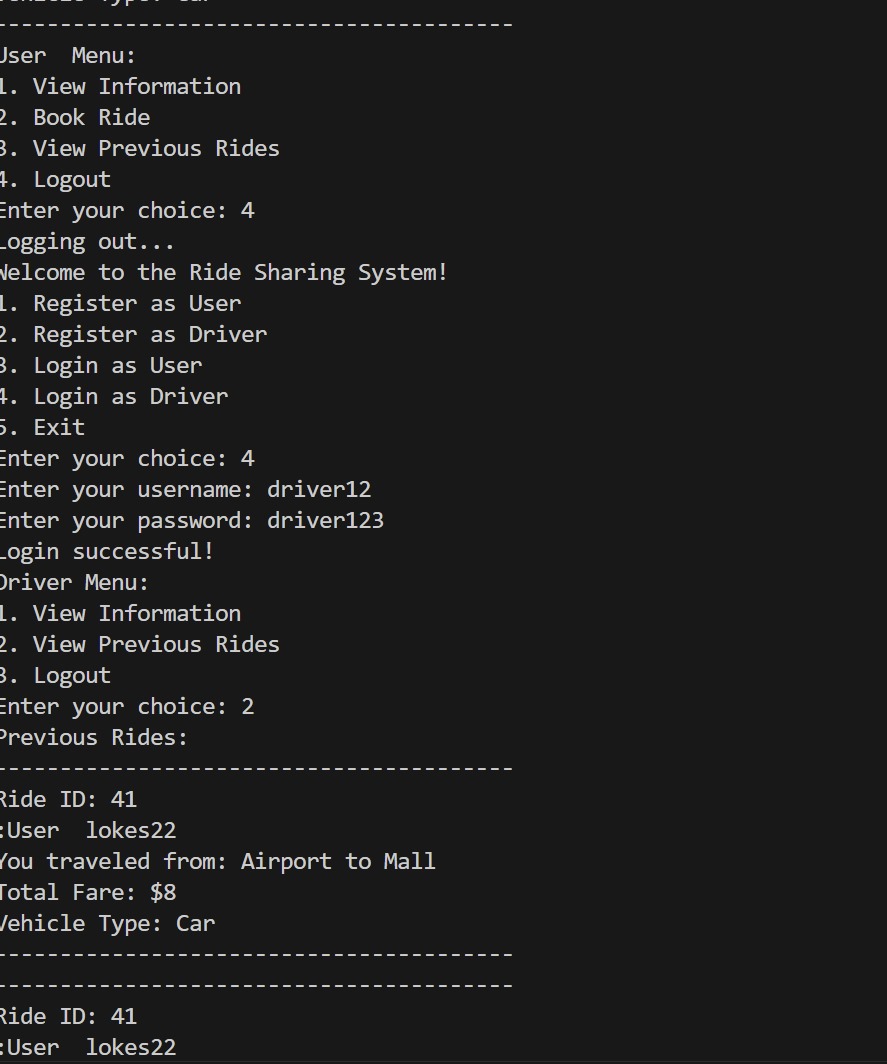 Vehicle Type: Car
----------------------------------------
User  Menu:
1. View Information
2. Book Ride
3. View Previous Rides
4. Logout
Enter your choice: 4
Logging out...
Welcome to the Ride Sharing System!
1. Register as User
2. Register as Driver
3. Login as User
4. Login as Driver
5. Exit
Enter your choice: 4
Enter your username: driver12
Enter your password: driver123
Login successful!
Driver Menu:
1. View Information
2. View Previous Rides
3. Logout
Enter your choice: 2
Previous Rides:
----------------------------------------
Ride ID: 41
:User  lokes22
You traveled from: Airport to Mall
Total Fare: $8
Vehicle Type: Car
----------------------------------------
----------------------------------------
Ride ID: 41
:User  lokes22